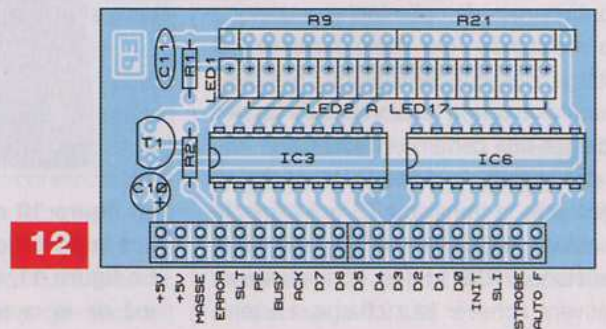 R9 R21
C11
R1
LED1
LED2 A LED17
T1
R2
IC3 IC6
C10
+
12
+5V
+5V
MASSE
ERROR
SLT
PE
BUSY
ACK
D7
D6
D5
D4
D3
D2
D1
D0
INIT
SLI
STROBE
AUTO F